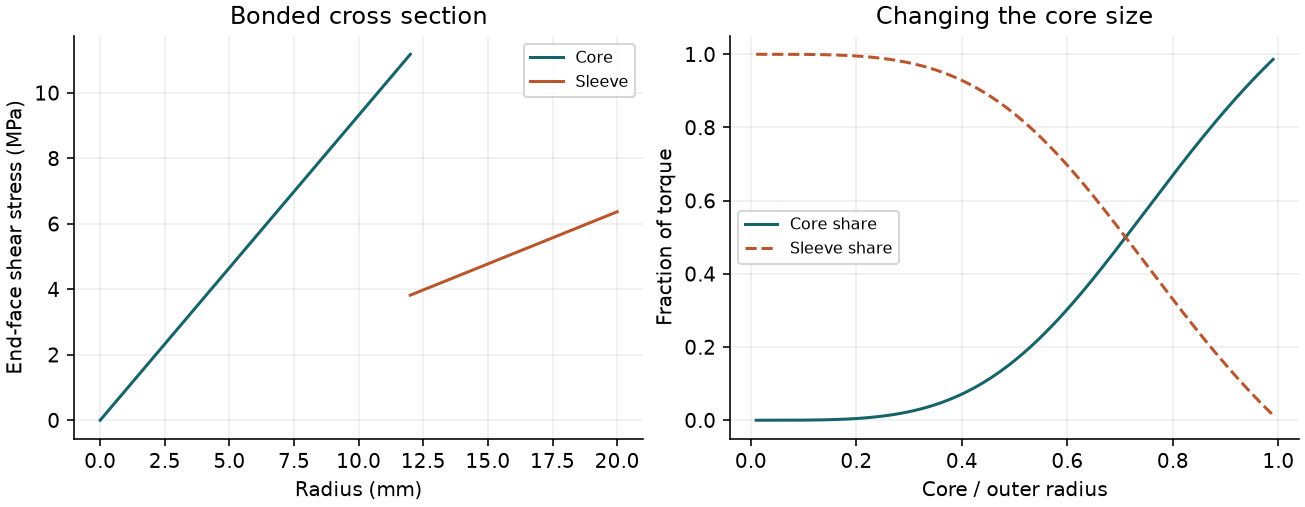 Bonded cross section
End-face shear stress (MPa)
10
8
6
4
2
0
0.0 2.5 5.0 7.5 10.0 12.5 15.0 17.5 20.0
Radius (mm)
Core
Sleeve
Changing the core size
Fraction of torque
1.0
0.8
0.6
0.4
0.2
0.0
0.0 0.2 0.4 0.6 0.8 1.0
Core / outer radius
Core share
Sleeve share